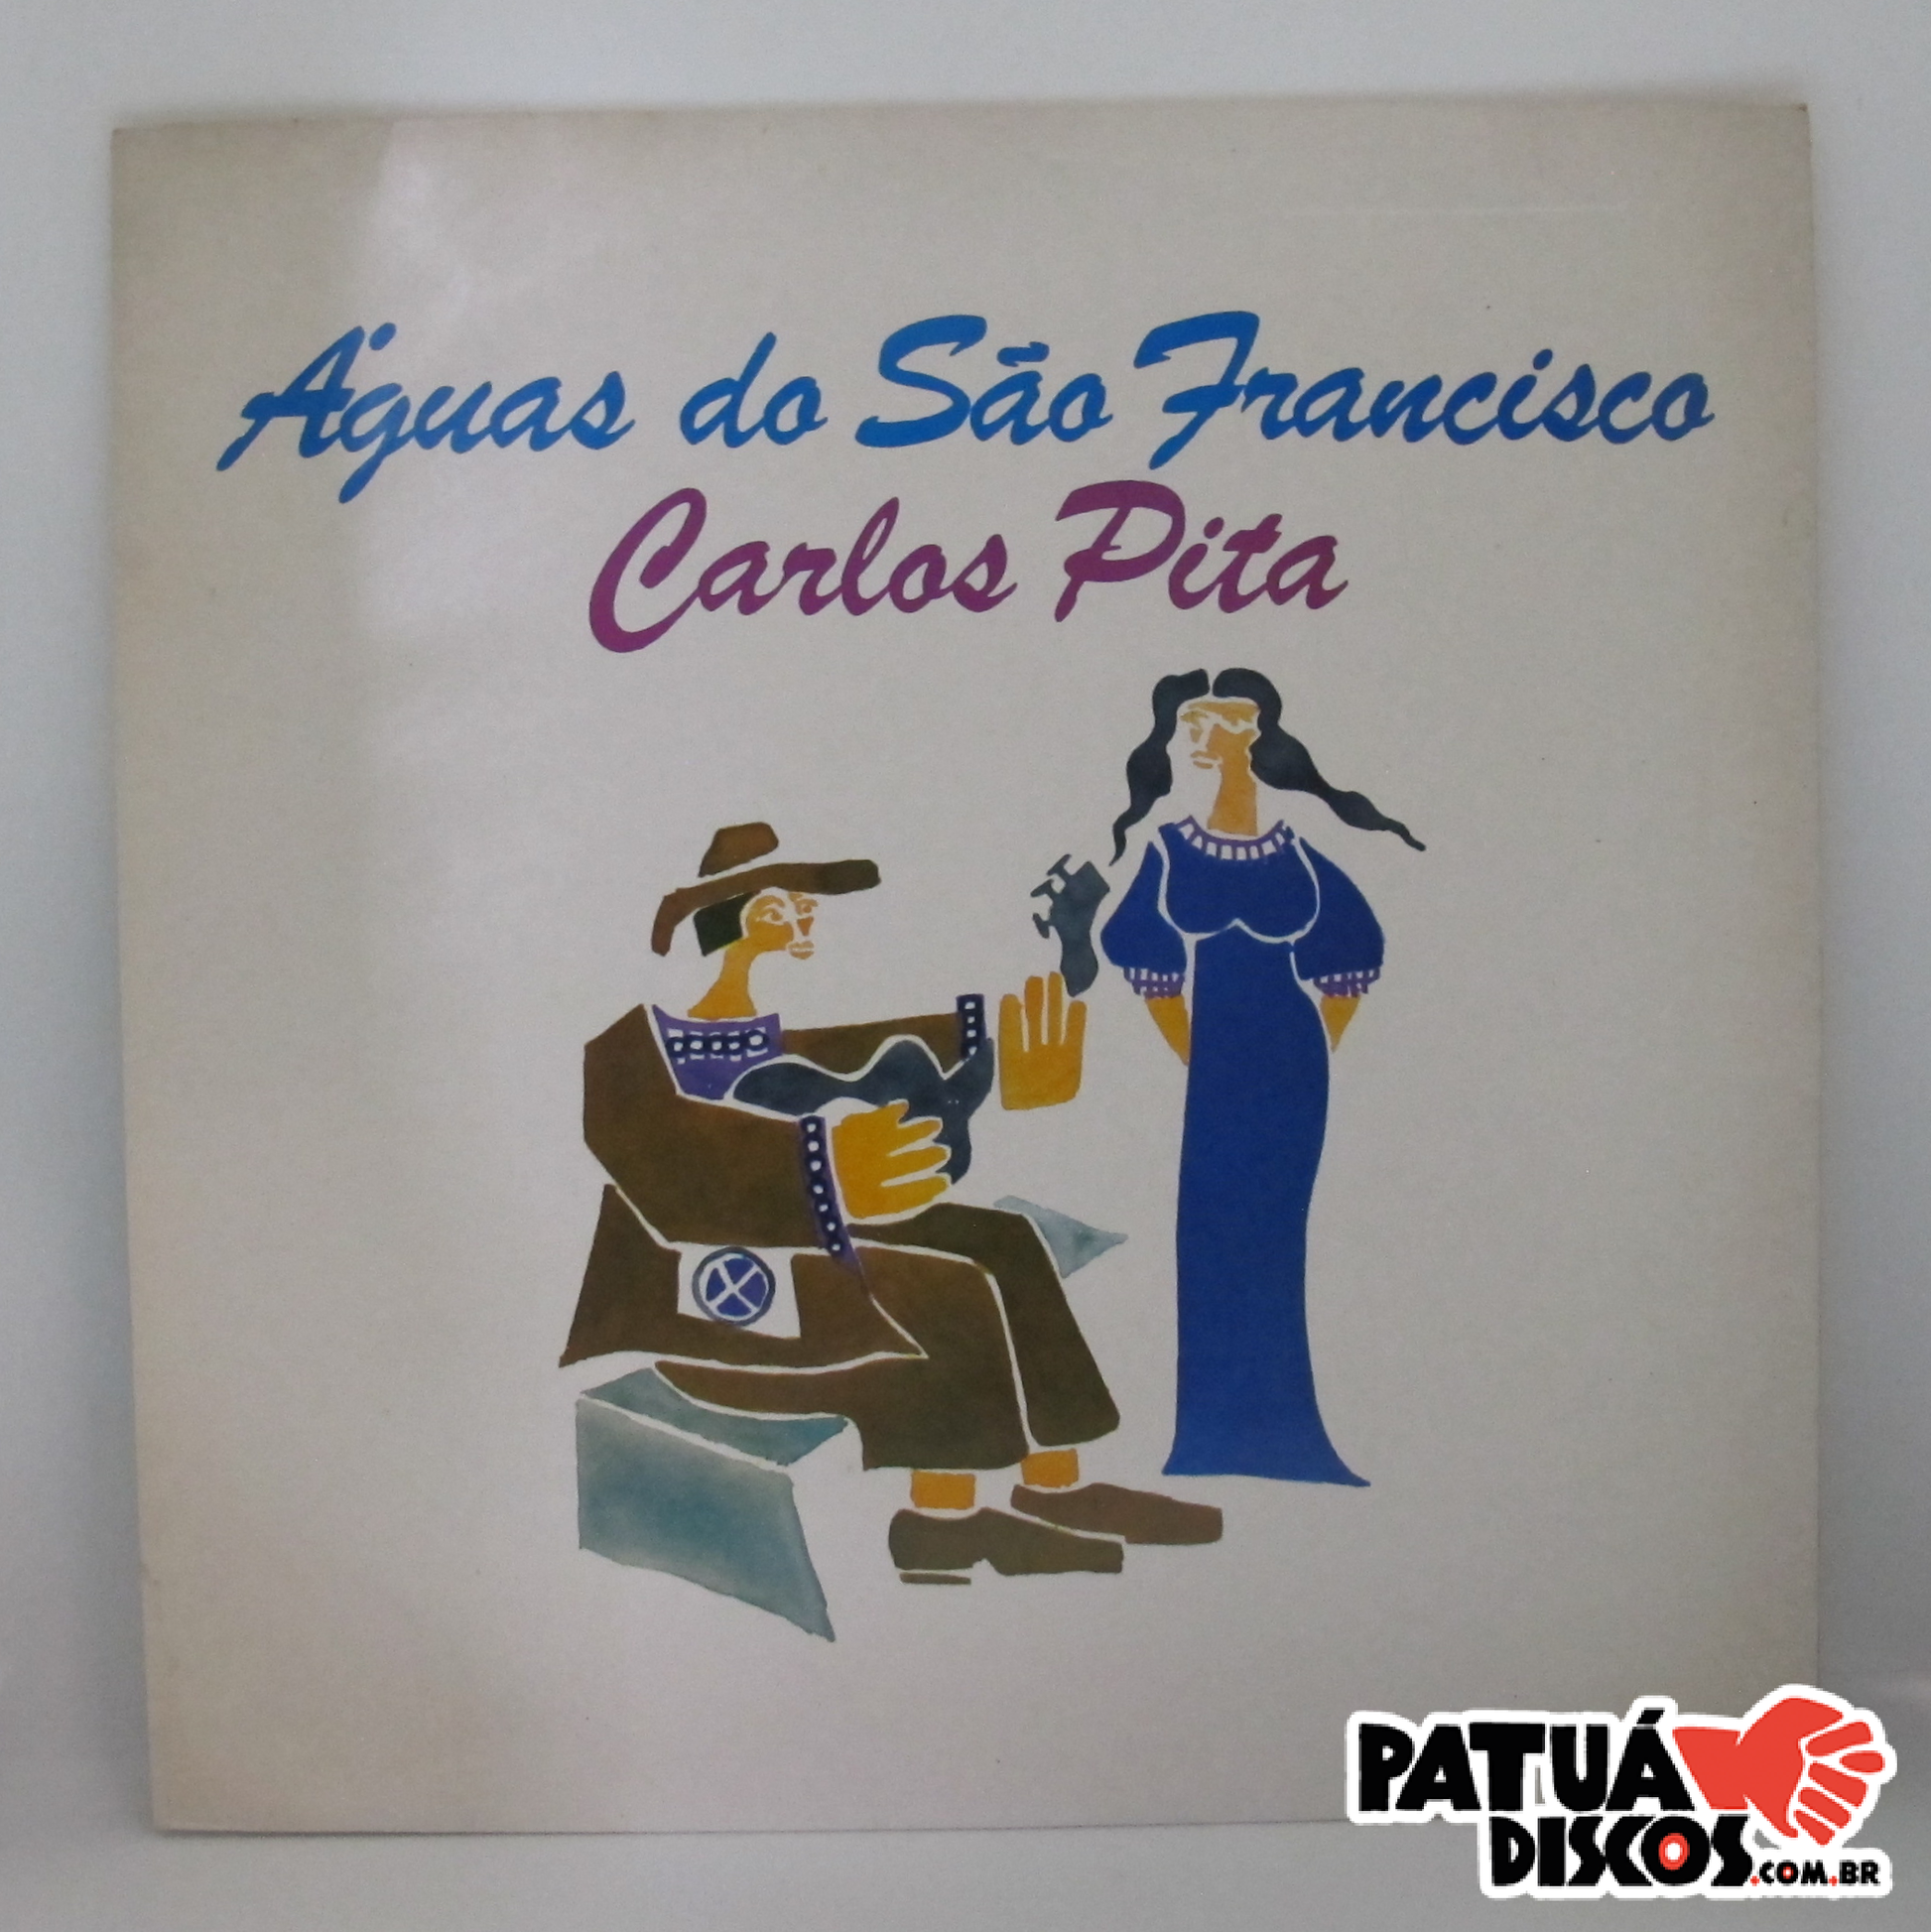 Águas do São Francisco
Carlos Pita
PATUÁ
DISCOS.COM.BR